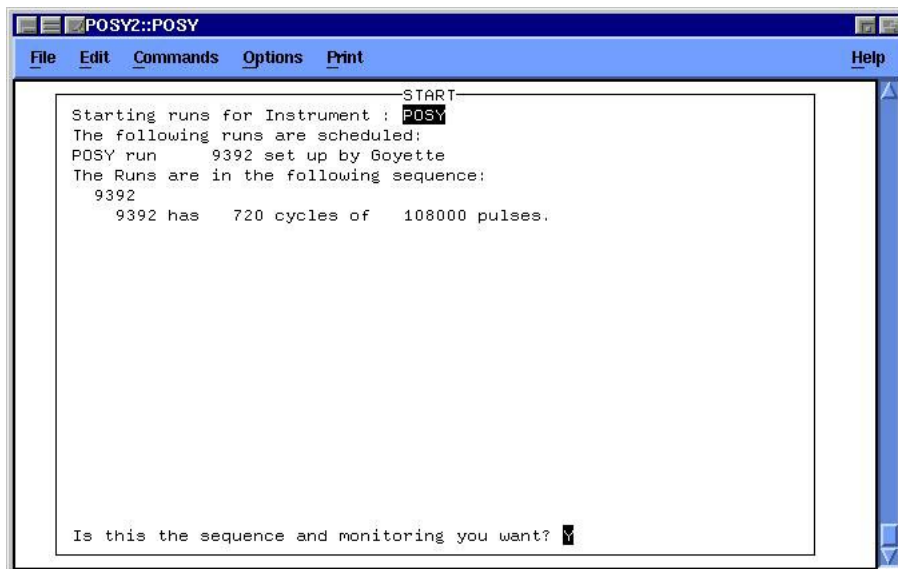 POSY2::POSY
File Edit Commands Options Print Help
START
Starting runs for Instrument : POSY
The following runs are scheduled:
POSY run 9392 set up by Goyette
The Runs are in the following sequence:
9392
9392 has 720 cycles of 108000 pulses.
Is this the sequence and monitoring you want? Y